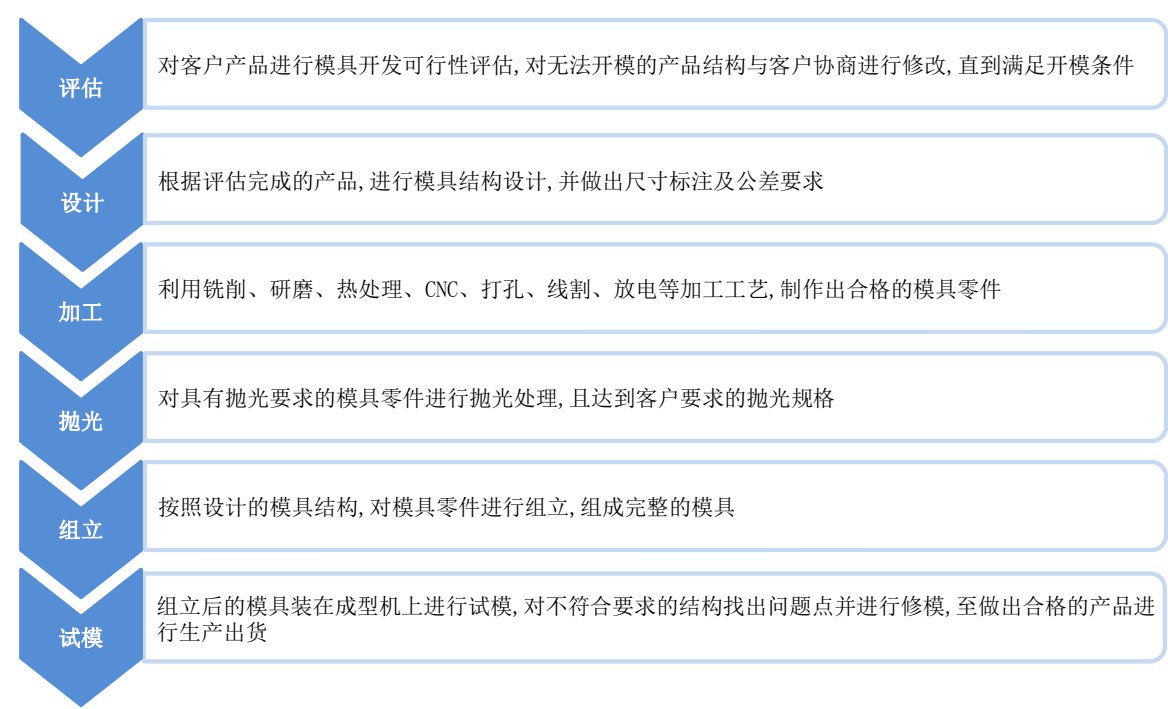 评估
对客户产品进行模具开发可行性评估,对无法开模的产品结构与客户协商进行修改,直到满足开模条件
设计
根据评估完成的产品,进行模具结构设计,并做出尺寸标注及公差要求
加工
利用铣削、研磨、热处理、CNC、打孔、线割、放电等加工工艺,制作出合格的模具零件
抛光
对具有抛光要求的模具零件进行抛光处理,且达到客户要求的抛光规格
组立
按照设计的模具结构,对模具零件进行组立,组成完整的模具
试模
组立后的模具装在成型机上进行试模,对不符合要求的结构找出问题点并进行修模,至做出合格的产品进
行生产出货